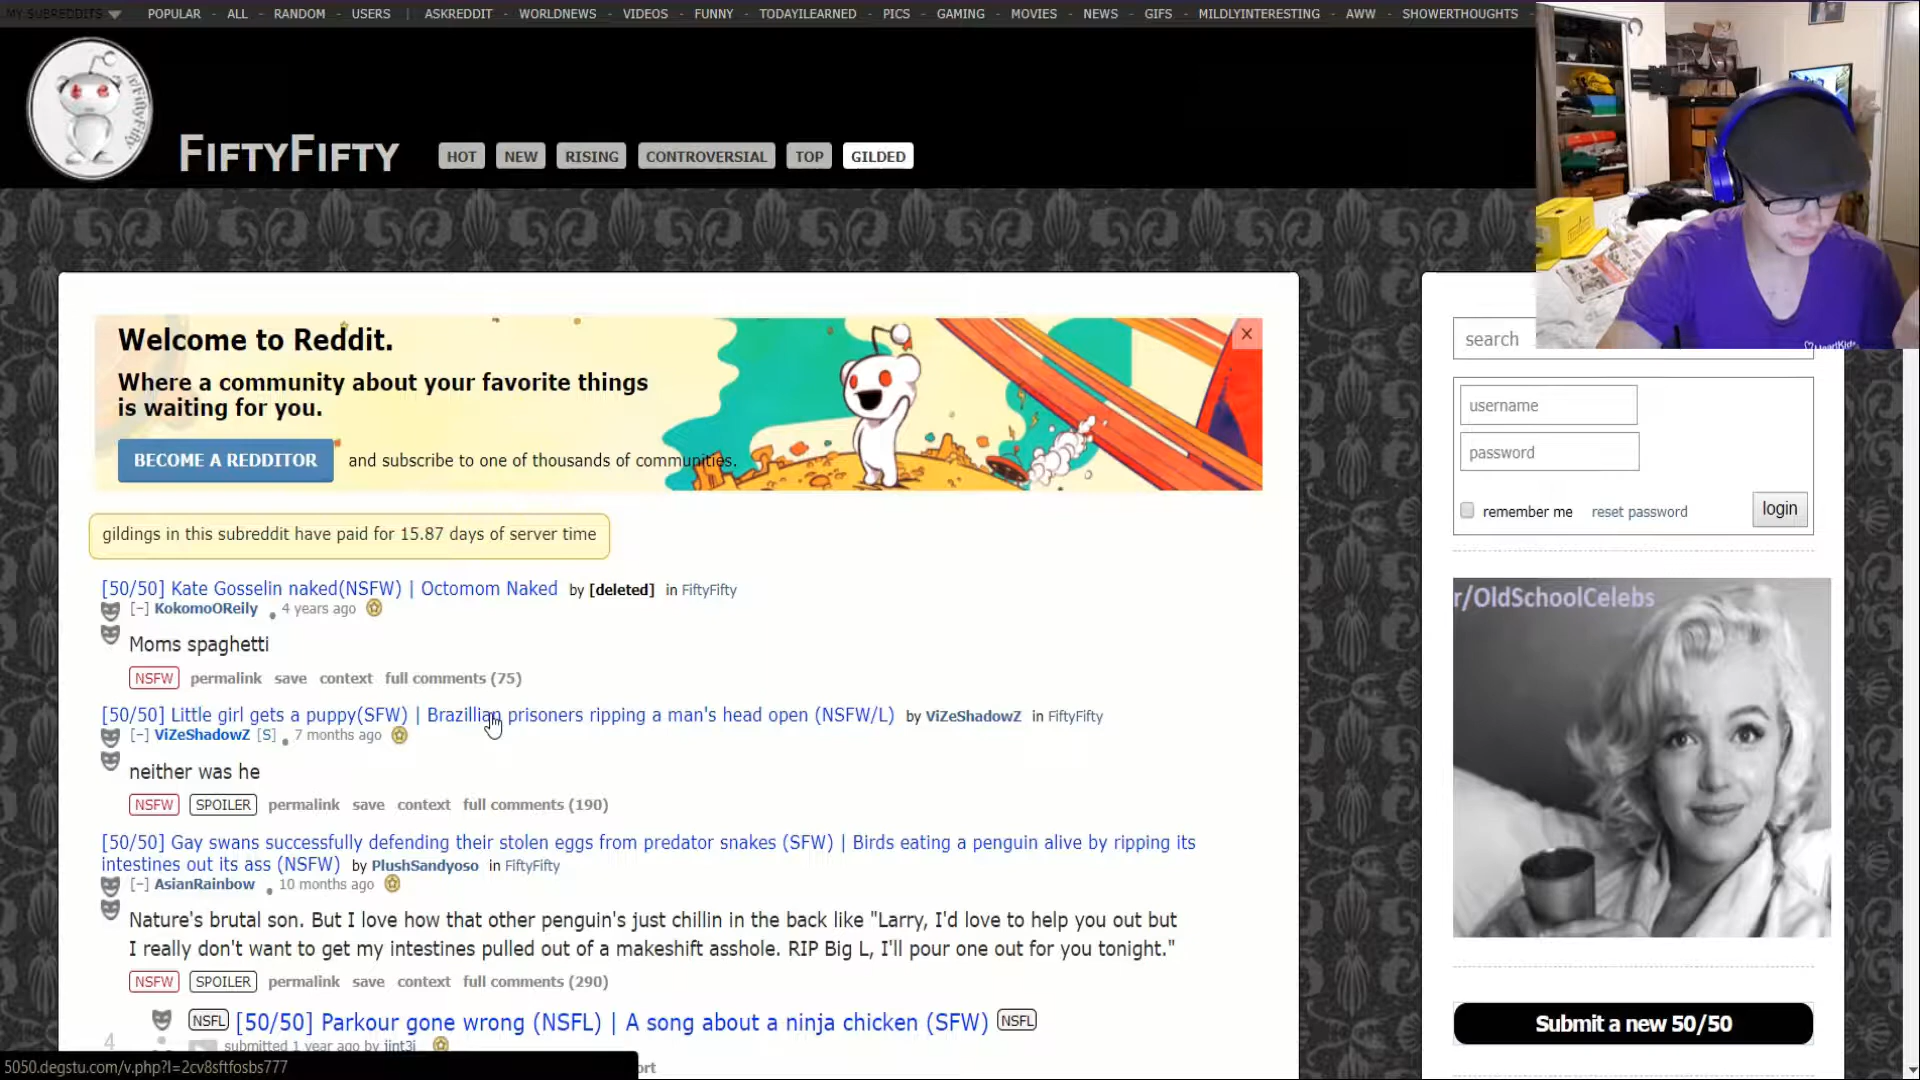 MY SUBREDDITS POPULAR - ALL - RANDOM - USERS | ASKREDDIT - WORLDNEWS - VIDEOS - FUNNY - TODAYILEARNED - PICS - GAMING - MOVIES - NEWS - GIFS - MILDLYINTERESTING - AWW - SHOWERTHOUGHTS -
/r/FiftyFifty
FIFTYFIFTY HOT NEW RISING CONTROVERSIAL TOP GILDED
Welcome to Reddit.
Where a community about your favorite things
is waiting for you.
BECOME A REDDITOR and subscribe to one of thousands of communities.
gildings in this subreddit have paid for 15.87 days of server time
[50/50] Kate Gosselin naked(NSFW) | Octomom Naked by [deleted] in FiftyFifty
[–] KokomoOReily 4 years ago
Moms spaghetti
NSFW permalink save context full comments (75)
[50/50] Little girl gets a puppy(SFW) | Brazillian prisoners ripping a man's head open (NSFW/L) by ViZeShadowZ in FiftyFifty
[–] ViZeShadowZ [S] 7 months ago
neither was he
NSFW SPOILER permalink save context full comments (190)
[50/50] Gay swans successfully defending their stolen eggs from predator snakes (SFW) | Birds eating a penguin alive by ripping its
intestines out its ass (NSFW) by PlushSandyoso in FiftyFifty
[–] AsianRainbow 10 months ago
Nature's brutal son. But I love how that other penguin's just chillin in the back like "Larry, I'd love to help you out but
I really don't want to get my intestines pulled out of a makeshift asshole. RIP Big L, I'll pour one out for you tonight."
NSFW SPOILER permalink save context full comments (290)
4 NSFL [50/50] Parkour gone wrong (NSFL) | A song about a ninja chicken (SFW) NSFL
submitted 1 year ago by jint3i
5050.degstu.com/v.php?l=2cv8sftfosbs777
HeartKids
search
username
password
remember me reset password login
r/OldSchoolCelebs
Submit a new 50/50